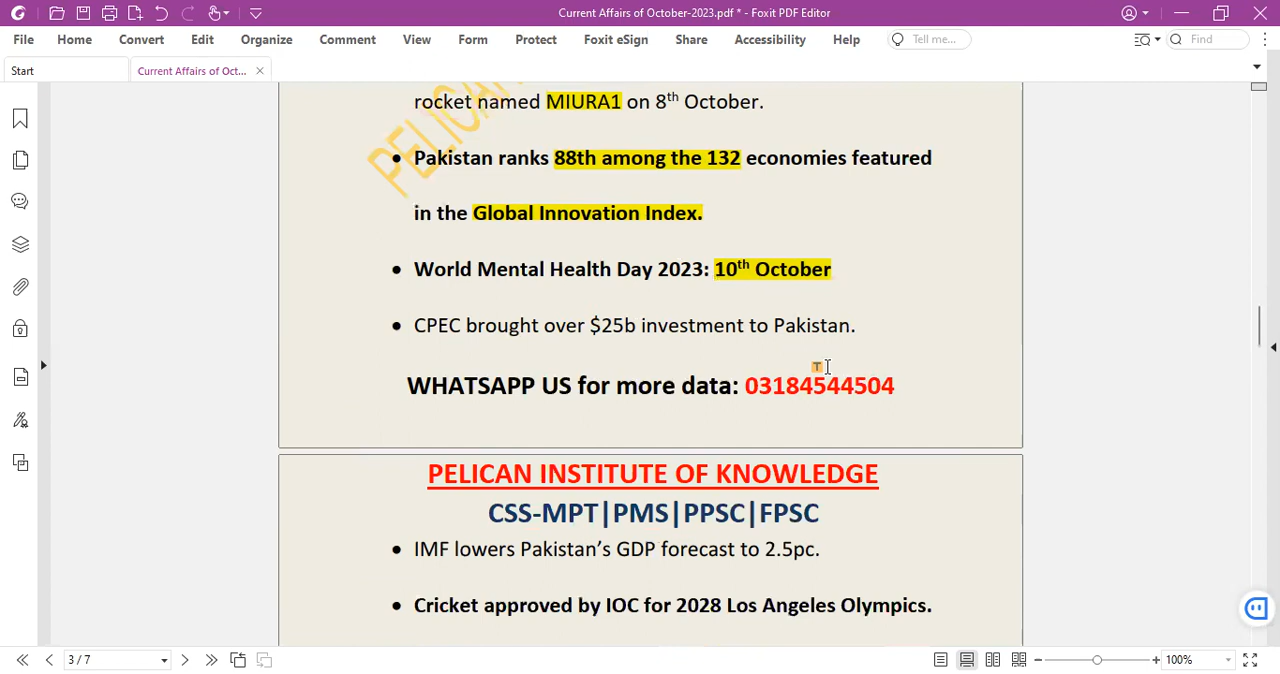 Current Affairs of October-2023.pdf * - Foxit PDF Editor
File Home Convert Edit Organize Comment View Form Protect Foxit eSign Share Accessibility Help Tell me... Find
Start Current Affairs of Oct...
rocket named MIURA1 on 8th October.
• Pakistan ranks 88th among the 132 economies featured
in the Global Innovation Index.
• World Mental Health Day 2023: 10th October
• CPEC brought over $25b investment to Pakistan.
WHATSAPP US for more data: 03184544504
PELICAN INSTITUTE OF KNOWLEDGE
CSS-MPT|PMS|PPSC|FPSC
• IMF lowers Pakistan's GDP forecast to 2.5pc.
• Cricket approved by IOC for 2028 Los Angeles Olympics.
PELICAN
3 / 7 100%